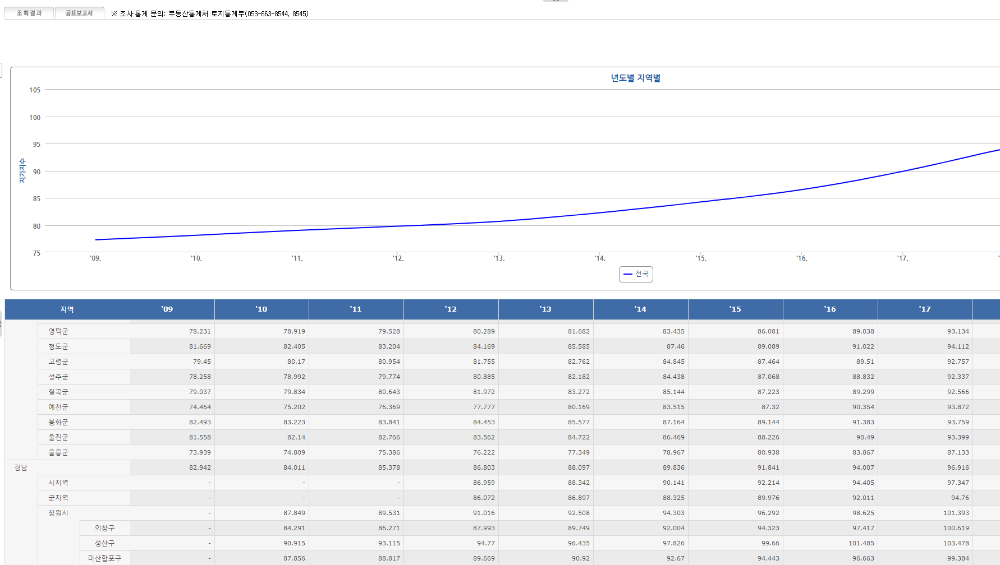 조회결과 공표보고서 ※ 조사·통계 문의: 부동산통계처 토지통계부(053-663-8544, 8545)
년도별 지역별
지가지수
105
100
95
90
85
80
75
'09. '10. '11. '12. '13. '14. '15. '16. '17.
전국
지역 '09 '10 '11 '12 '13 '14 '15 '16 '17
영덕군 78.231 78.919 79.528 80.289 81.682 83.435 86.081 89.038 93.134
청도군 81.669 82.405 83.204 84.169 85.585 87.46 89.089 91.022 94.112
고령군 79.45 80.17 80.954 81.755 82.762 84.845 87.464 89.51 92.757
성주군 78.258 78.992 79.774 80.885 82.182 84.438 87.068 88.832 92.337
칠곡군 79.037 79.834 80.643 81.972 83.272 85.144 87.223 89.299 92.566
예천군 74.464 75.202 76.369 77.777 80.169 83.515 87.32 90.354 93.872
봉화군 82.493 83.223 83.841 84.453 85.577 87.164 89.144 91.383 93.759
울진군 81.558 82.14 82.766 83.562 84.722 86.469 88.226 90.49 93.399
울릉군 73.939 74.809 75.386 76.222 77.349 78.967 80.938 83.867 87.133
경남 82.942 84.011 85.378 86.803 88.097 89.836 91.841 94.007 96.916
시지역 - - - 86.959 88.342 90.141 92.214 94.405 97.347
군지역 - - - 86.072 86.897 88.325 89.976 92.011 94.76
창원시 - 87.849 89.531 91.016 92.508 94.303 96.292 98.625 101.393
의창구 - 84.291 86.271 87.993 89.749 92.004 94.323 97.417 100.619
성산구 - 90.915 93.115 94.77 96.435 97.826 99.66 101.485 103.478
마산합포구 - 87.856 88.817 89.669 90.92 92.67 94.443 96.663 99.384